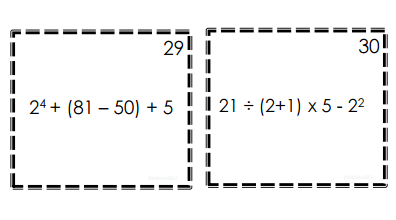 29
2⁴ + (81 – 50) + 5
30
21 ÷ (2+1) x 5 - 2²